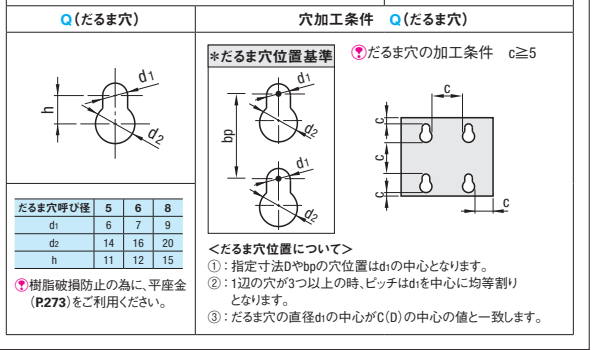 Q(だるま穴)
h
d1
d2
だるま穴呼び径 5 6 8
d1 6 7 9
d2 14 16 20
h 11 12 15
樹脂破損防止の為に、平座金
(P.273)をご利用ください。
穴加工条件 Q(だるま穴)
*だるま穴位置基準
d1
d2
bp
d1
d2
だるま穴の加工条件 c≧5
c
c
c
c
c
<だるま穴位置について>
①:指定寸法Dやbpの穴位置はd1の中心となります。
②:1辺の穴が3つ以上の時、ピッチはd1を中心に均等割り
となります。
③:だるま穴の直径d1の中心がC(D)の中心の値と一致します。